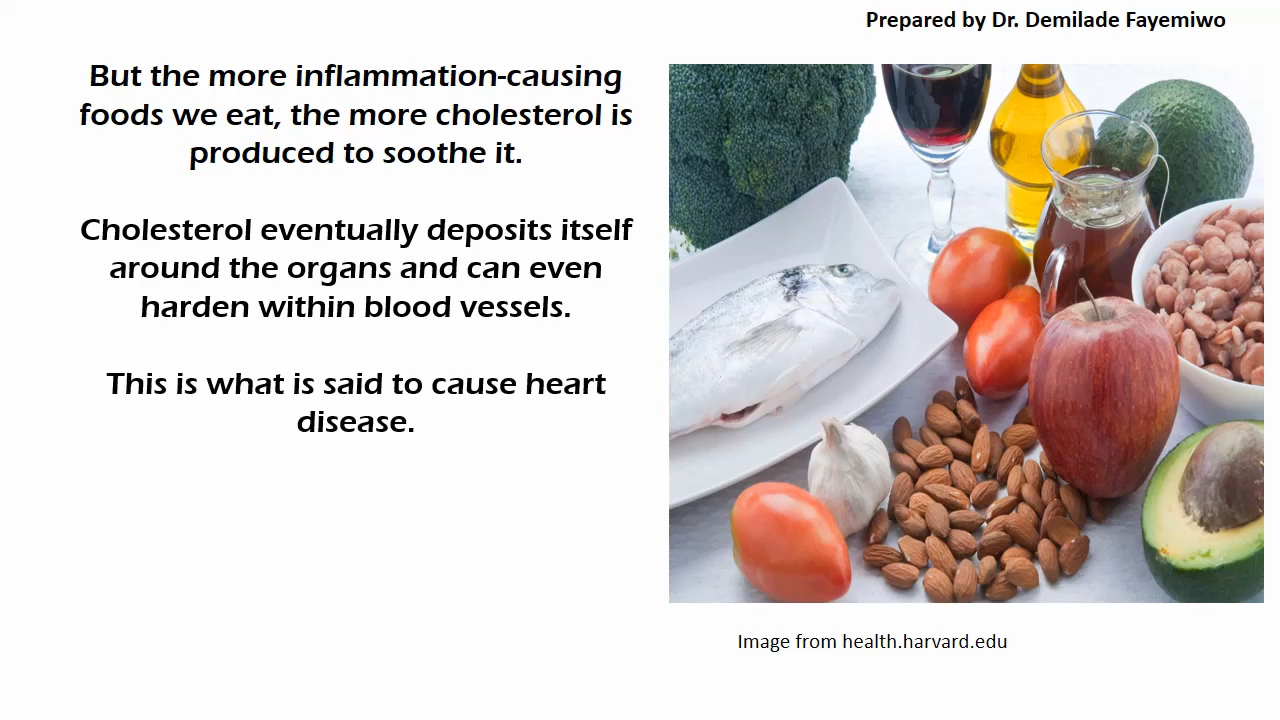 Prepared by Dr. Demilade Fayemiwo
But the more inflammation-causing
foods we eat, the more cholesterol is
produced to soothe it.
Cholesterol eventually deposits itself
around the organs and can even
harden within blood vessels.
This is what is said to cause heart
disease.
Image from health.harvard.edu